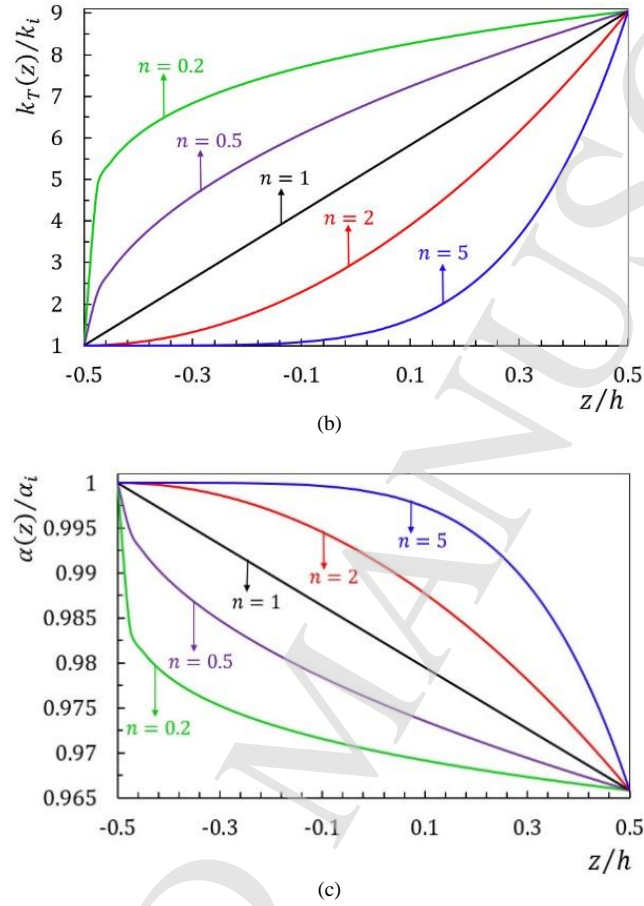 k_T(z)/k_i
9
8
7
6
5
4
3
2
1
n = 0.2
n = 0.5
n = 1
n = 2
n = 5
-0.5 -0.3 -0.1 0.1 0.3 0.5
z/h
(b)
α(z)/α_i
1
0.995
0.99
0.985
0.98
0.975
0.97
0.965
n = 5
n = 2
n = 1
n = 0.5
n = 0.2
-0.5 -0.3 -0.1 0.1 0.3 0.5
z/h
(c)
MANUS